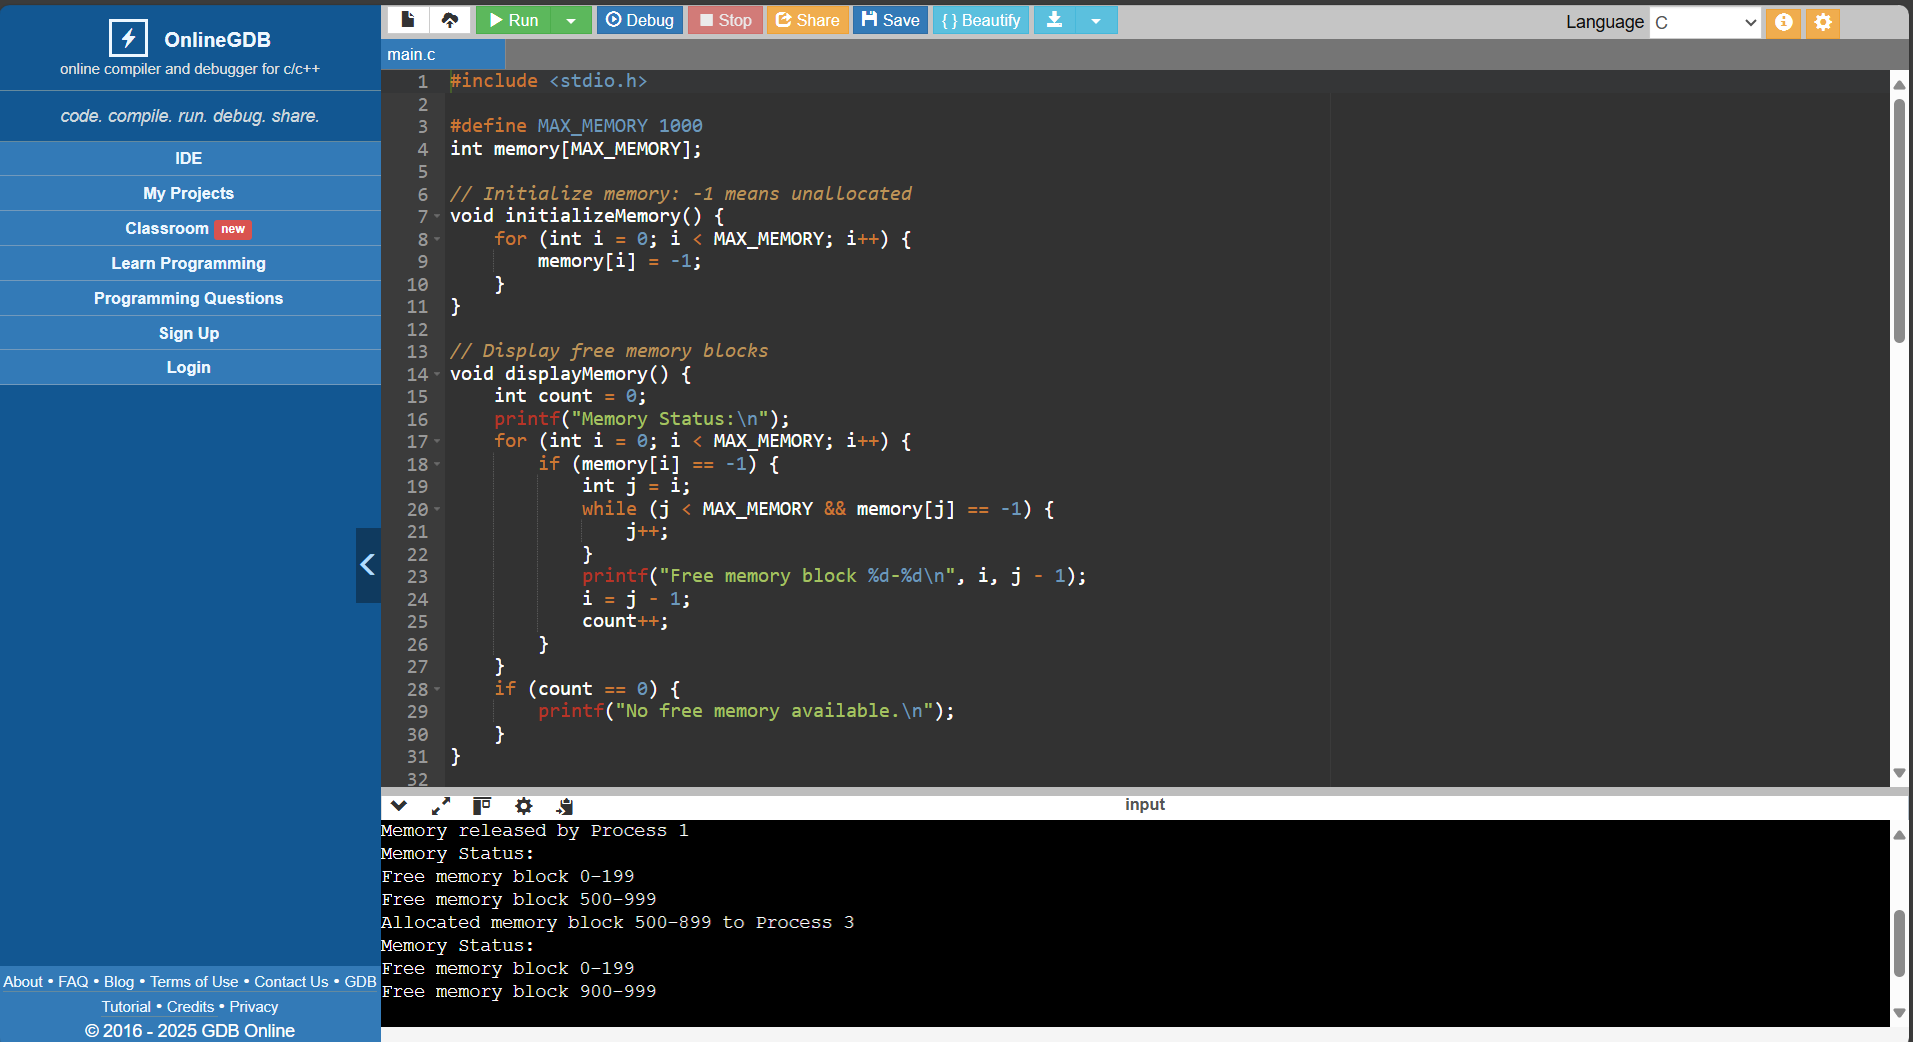 OnlineGDB
online compiler and debugger for c/c++
code. compile. run. debug. share.
IDE
My Projects
Classroom new
Learn Programming
Programming Questions
Sign Up
Login
About • FAQ • Blog • Terms of Use • Contact Us • GDB
Tutorial • Credits • Privacy
© 2016 - 2025 GDB Online
Run Debug Stop Share Save { } Beautify Language C
main.c
1 #include <stdio.h>
2
3 #define MAX_MEMORY 1000
4 int memory[MAX_MEMORY];
5
6 // Initialize memory: -1 means unallocated
7 void initializeMemory() {
8     for (int i = 0; i < MAX_MEMORY; i++) {
9         memory[i] = -1;
10     }
11 }
12
13 // Display free memory blocks
14 void displayMemory() {
15     int count = 0;
16     printf("Memory Status:\n");
17     for (int i = 0; i < MAX_MEMORY; i++) {
18         if (memory[i] == -1) {
19             int j = i;
20             while (j < MAX_MEMORY && memory[j] == -1) {
21                 j++;
22             }
23             printf("Free memory block %d-%d\n", i, j - 1);
24             i = j - 1;
25             count++;
26         }
27     }
28     if (count == 0) {
29         printf("No free memory available.\n");
30     }
31 }
32
input
Memory released by Process 1
Memory Status:
Free memory block 0-199
Free memory block 500-999
Allocated memory block 500-899 to Process 3
Memory Status:
Free memory block 0-199
Free memory block 900-999